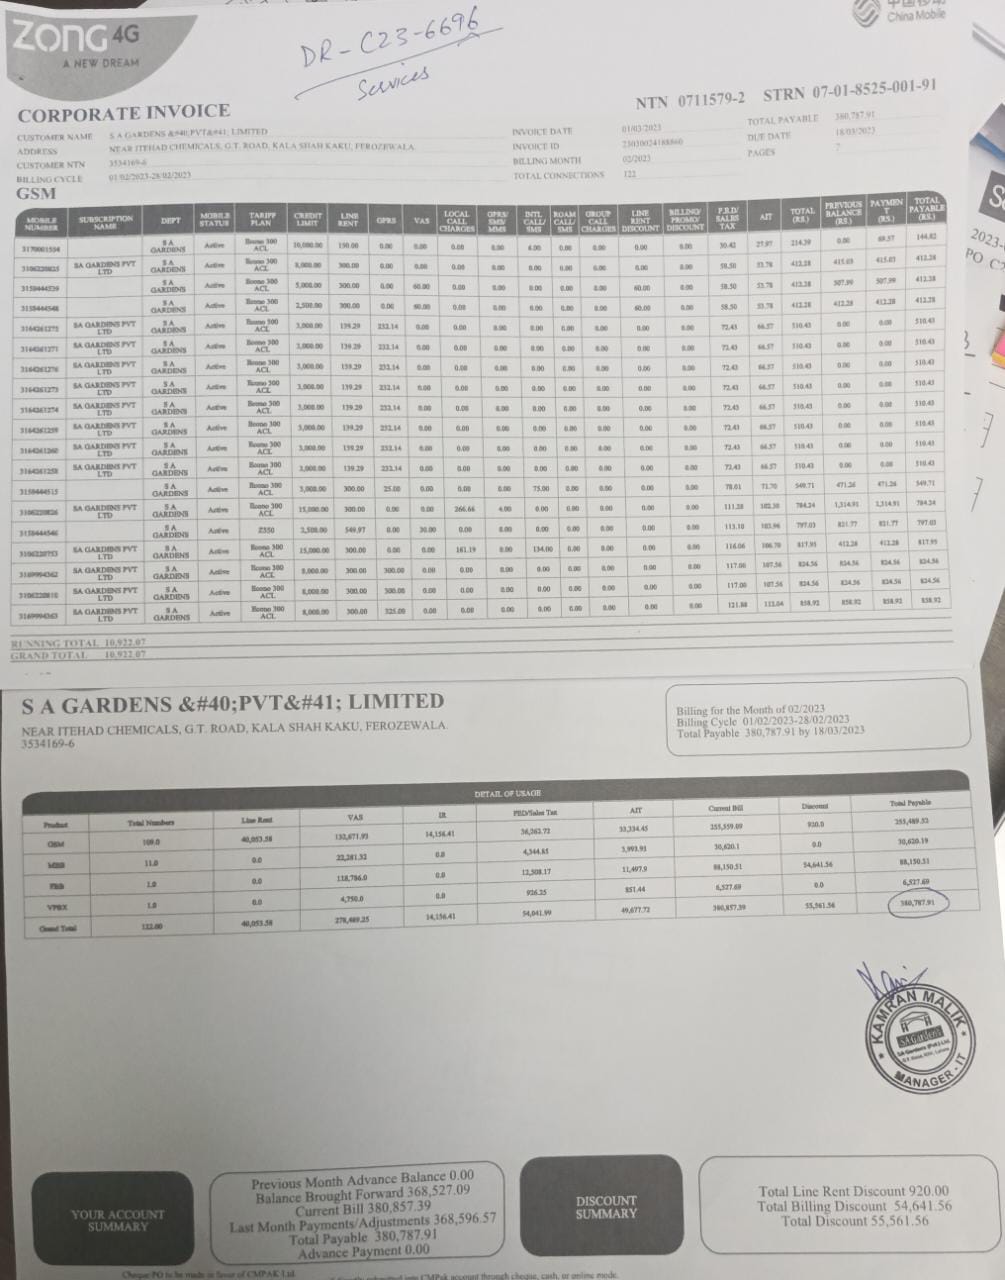 ZONG 4G
A NEW DREAM
DR-C23-6696
Services
中国移动
China Mobile
CORPORATE INVOICE
NTN 0711579-2 STRN 07-01-8525-001-91
CUSTOMER NAME S A GARDENS &#40;PVT&#41; LIMITED
ADDRESS NEAR ITEHAD CHEMICALS, G.T. ROAD, KALA SHAH KAKU, FEROZEWALA.
CUSTOMER NTN 3534169-6
BILLING CYCLE 01/02/2023-28/02/2023
INVOICE DATE 01/03/2023
INVOICE ID
BILLING MONTH 02/2023
TOTAL CONNECTIONS 122
TOTAL PAYABLE 380,787.91
DUE DATE 18/03/2023
PAGES 7
GSM
MOBILE NUMBER SUBSCRIPTION NAME DEPT MOBILE STATUS TARIFF PLAN CREDIT LIMIT LINE RENT GPRS VAS LOCAL CALL CHARGES GPRS/ SMS/ MMS INTL CALL/ SMS ROAM CALL/ SMS GROUP CALL CHARGES LINE RENT DISCOUNT BILLING/ PROMO/ DISCOUNT F.E.D/ SALES TAX AIT TOTAL (RS.) PREVIOUS BALANCE (RS.) PAYMENT (RS.) TOTAL PAYABLE (RS.)
S A GARDENS Active Econo 300 ACL 10,000.00 150.00 0.00 0.00 0.00 0.00 6.00 0.00 0.00 0.00 0.00 30.42 27.97 214.39 0.00 69.57 144.82
SA GARDENS PVT LTD S A GARDENS Active Econo 300 ACL 8,000.00 300.00 0.00 0.00 0.00 0.00 0.00 0.00 0.00 0.00 0.00 58.50 53.78 412.28 415.03 415.03 412.28
3158444539 S A GARDENS Active Econo 300 ACL 5,000.00 300.00 0.00 60.00 0.00 0.00 0.00 0.00 0.00 60.00 0.00 58.50 53.78 412.28 507.99 507.99 412.28
3158444548 S A GARDENS Active Econo 300 ACL 2,500.00 300.00 0.00 60.00 0.00 0.00 0.00 0.00 0.00 60.00 0.00 58.50 53.78 412.28 412.28 412.28 412.28
3164261275 SA GARDENS PVT LTD S A GARDENS Active Econo 300 ACL 3,000.00 139.29 232.14 0.00 0.00 0.00 0.00 0.00 0.00 0.00 0.00 72.43 66.57 510.43 0.00 0.00 510.43
3164261271 SA GARDENS PVT LTD S A GARDENS Active Econo 300 ACL 3,000.00 139.29 232.14 0.00 0.00 0.00 0.00 0.00 0.00 0.00 0.00 72.43 66.57 510.43 0.00 0.00 510.43
3164261276 SA GARDENS PVT LTD S A GARDENS Active Econo 300 ACL 3,000.00 139.29 232.14 0.00 0.00 0.00 0.00 0.00 0.00 0.00 0.00 72.43 66.57 510.43 0.00 0.00 510.43
3164261273 SA GARDENS PVT LTD S A GARDENS Active Econo 300 ACL 3,000.00 139.29 232.14 0.00 0.00 0.00 0.00 0.00 0.00 0.00 0.00 72.43 66.57 510.43 0.00 0.00 510.43
3164261274 SA GARDENS PVT LTD S A GARDENS Active Econo 300 ACL 3,000.00 139.29 232.14 0.00 0.00 0.00 0.00 0.00 0.00 0.00 0.00 72.43 66.57 510.43 0.00 0.00 510.43
3164261259 SA GARDENS PVT LTD S A GARDENS Active Econo 300 ACL 3,000.00 139.29 232.14 0.00 0.00 0.00 0.00 0.00 0.00 0.00 0.00 72.43 66.57 510.43 0.00 0.00 510.43
3164261260 SA GARDENS PVT LTD S A GARDENS Active Econo 300 ACL 3,000.00 139.29 232.14 0.00 0.00 0.00 0.00 0.00 0.00 0.00 0.00 72.43 66.57 510.43 0.00 0.00 510.43
3164261258 SA GARDENS PVT LTD S A GARDENS Active Econo 300 ACL 3,000.00 139.29 232.14 0.00 0.00 0.00 0.00 0.00 0.00 0.00 0.00 72.43 66.57 510.43 0.00 0.00 510.43
3158444515 S A GARDENS Active Econo 300 ACL 3,000.00 300.00 25.00 0.00 0.00 0.00 75.00 0.00 0.00 0.00 0.00 78.01 71.70 549.71 471.26 471.26 549.71
3106220826 SA GARDENS PVT LTD S A GARDENS Active Econo 300 ACL 15,000.00 300.00 0.00 0.00 266.66 4.00 0.00 0.00 0.00 0.00 0.00 111.28 102.30 784.24 1,314.91 1,314.91 784.24
3158444546 S A GARDENS Active Z550 2,500.00 549.97 0.00 30.00 0.00 0.00 0.00 0.00 0.00 0.00 0.00 113.10 103.96 797.03 821.77 821.77 797.03
3106220753 SA GARDENS PVT LTD S A GARDENS Active Econo 300 ACL 15,000.00 300.00 0.00 0.00 161.19 0.00 134.00 0.00 0.00 0.00 0.00 116.06 106.70 817.95 412.28 412.28 817.95
3169994362 SA GARDENS PVT LTD S A GARDENS Active Econo 300 ACL 8,000.00 300.00 300.00 0.00 0.00 0.00 0.00 0.00 0.00 0.00 0.00 117.00 107.56 824.56 824.56 824.56 824.56
3106220810 SA GARDENS PVT LTD S A GARDENS Active Econo 300 ACL 8,000.00 300.00 300.00 0.00 0.00 0.00 0.00 0.00 0.00 0.00 0.00 117.00 107.56 824.56 824.56 824.56 824.56
3169994363 SA GARDENS PVT LTD S A GARDENS Active Econo 300 ACL 8,000.00 300.00 325.00 0.00 0.00 0.00 0.00 0.00 0.00 0.00 0.00 121.88 112.04 858.92 858.92 858.92 858.92
RUNNING TOTAL 10,922.07
GRAND TOTAL 10,922.07
2023-
PO C2
S A GARDENS &#40;PVT&#41; LIMITED
NEAR ITEHAD CHEMICALS, G.T. ROAD, KALA SHAH KAKU, FEROZEWALA.
3534169-6
Billing for the Month of 02/2023
Billing Cycle 01/02/2023-28/02/2023
Total Payable 380,787.91 by 18/03/2023
DETAIL OF USAGE
Product Total Numbers Line Rent VAS IR FED/Sales Tax AIT Current Bill Discount Total Payable
GSM 109.0 40,053.58 132,671.93 14,156.41 36,262.72 33,334.45 255,559.09 920.0 255,489.52
MBB 11.0 0.0 22,281.32 0.0 4,344.85 3,993.91 30,620.1 0.0 30,620.19
FBB 1.0 0.0 118,786.0 0.0 12,508.17 11,497.9 88,150.51 54,641.56 88,150.51
VPBX 1.0 0.0 4,750.0 0.0 926.25 851.44 6,527.69 0.0 6,527.69
Grand Total 122.00 40,053.58 278,489.25 14,156.41 54,041.99 49,677.72 380,857.39 55,561.56 380,787.91
KAMRAN MALIK
SA Gardens
SA Gardens (Pvt) Ltd.
MANAGER-IT
YOUR ACCOUNT SUMMARY
Previous Month Advance Balance 0.00
Balance Brought Forward 368,527.09
Current Bill 380,857.39
Last Month Payments/Adjustments 368,596.57
Total Payable 380,787.91
Advance Payment 0.00
DISCOUNT SUMMARY
Total Line Rent Discount 920.00
Total Billing Discount 54,641.56
Total Discount 55,561.56
Cheque/PO to be made in favor of CMPAK Ltd.
submitted into CMPak account through cheque, cash, or online mode.